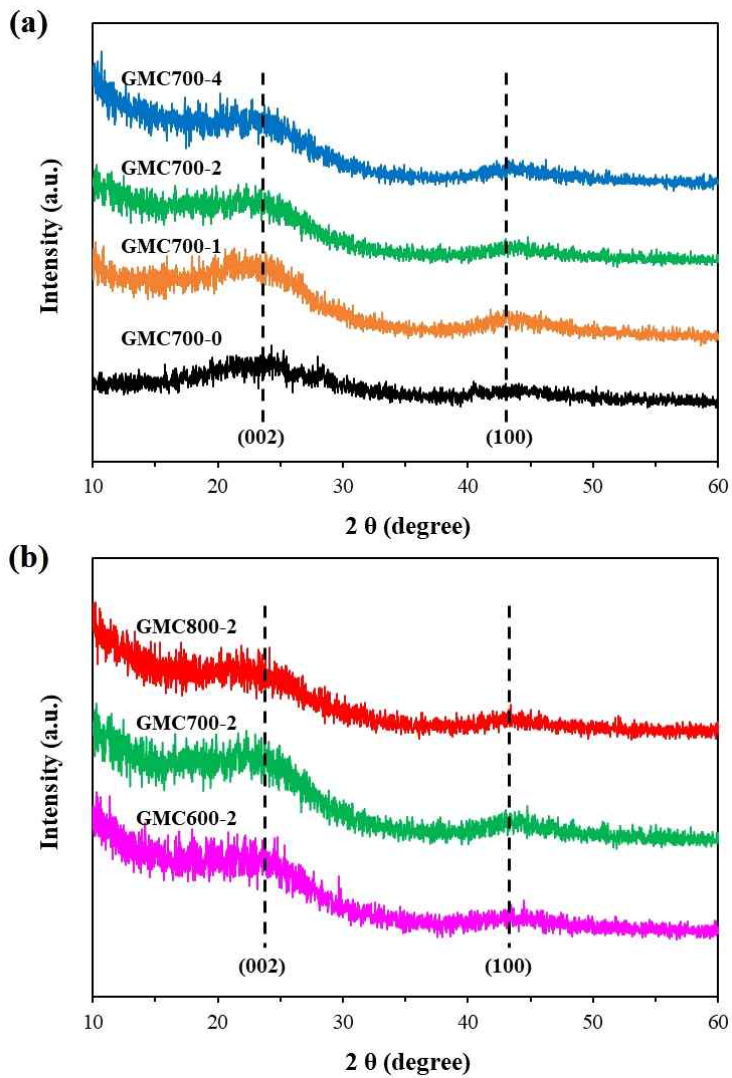 (a)
GMC700-4
GMC700-2
GMC700-1
GMC700-0
Intensity (a.u.)
(002)
(100)
10 20 30 40 50 60
2 θ (degree)
(b)
GMC800-2
GMC700-2
GMC600-2
Intensity (a.u.)
(002)
(100)
10 20 30 40 50 60
2 θ (degree)